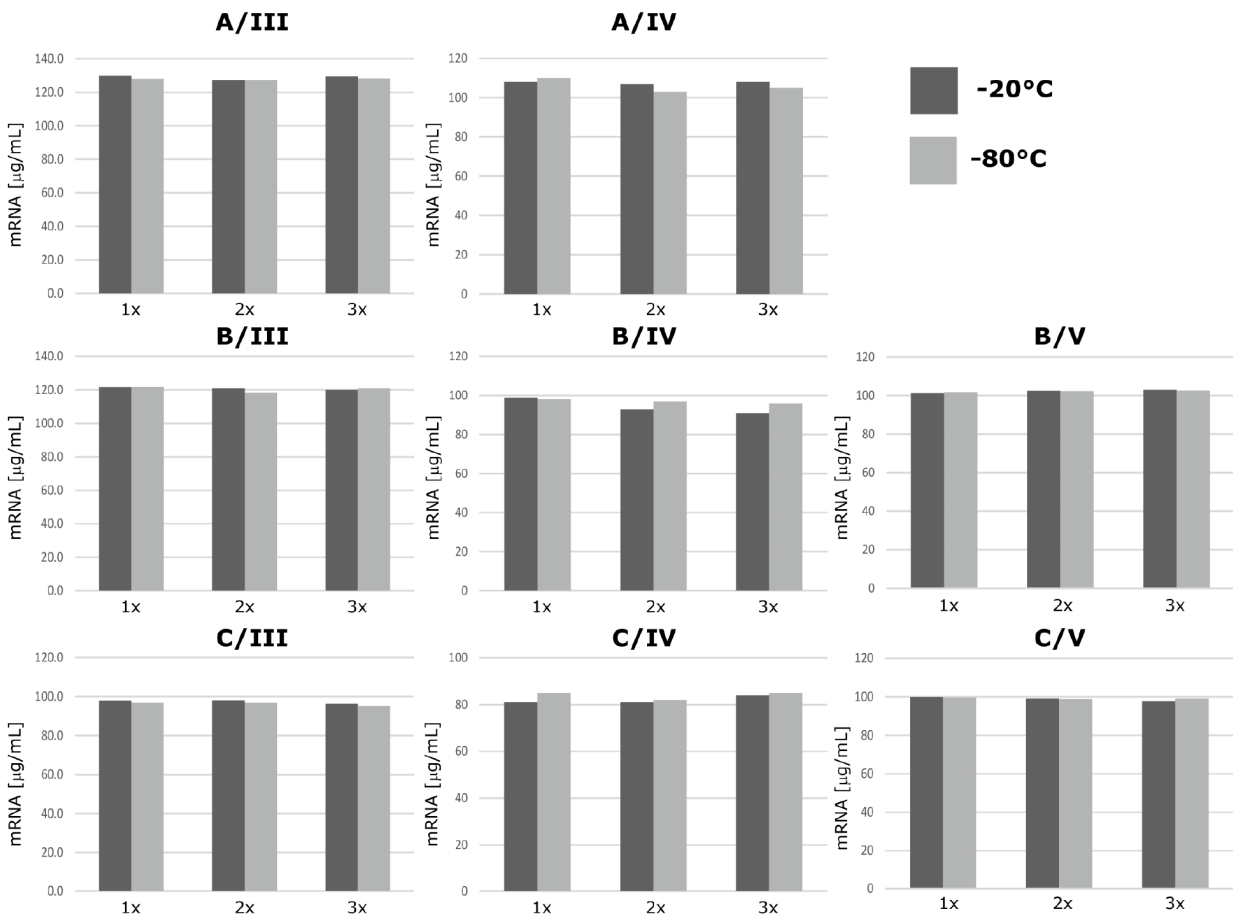 A/III
140.0
120.0
100.0
80.0
60.0
40.0
20.0
0.0
mRNA [µg/mL]
1x 2x 3x
A/IV
120
100
80
60
40
20
0
mRNA [µg/mL]
1x 2x 3x
-20°C
-80°C
B/III
140.0
120.0
100.0
80.0
60.0
40.0
20.0
0.0
mRNA [µg/mL]
1x 2x 3x
B/IV
120
100
80
60
40
20
0
mRNA [µg/mL]
1x 2x 3x
B/V
120
100
80
60
40
20
0
mRNA [µg/mL]
1x 2x 3x
C/III
120.0
100.0
80.0
60.0
40.0
20.0
0.0
mRNA [µg/mL]
1x 2x 3x
C/IV
100
80
60
40
20
0
mRNA [µg/mL]
1x 2x 3x
C/V
120
100
80
60
40
20
0
mRNA [µg/mL]
1x 2x 3x